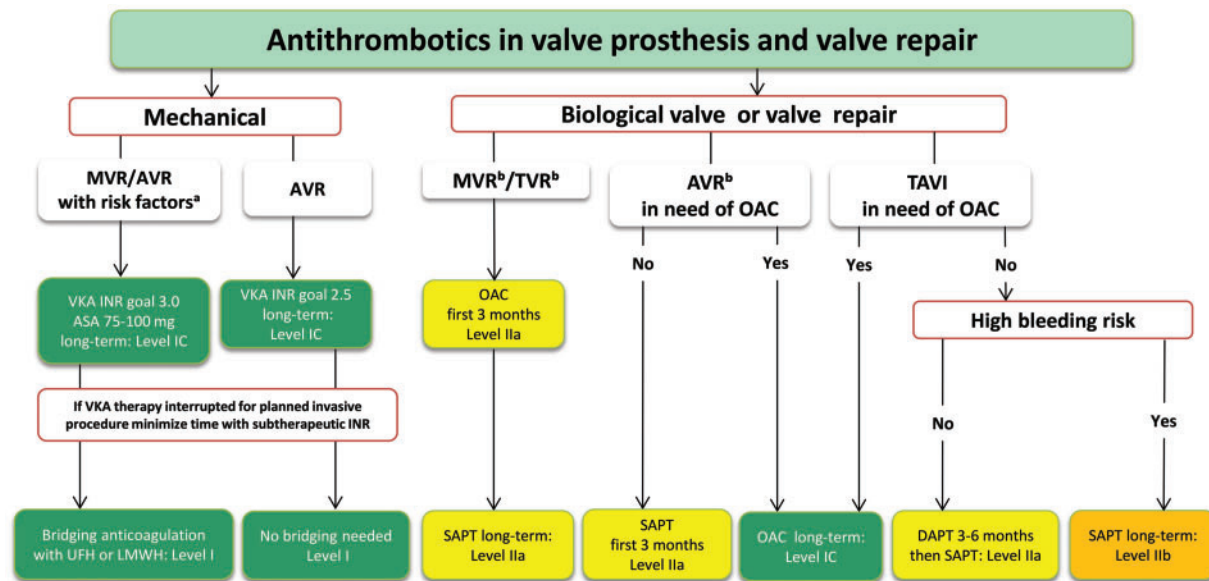 Antithrombotics in valve prosthesis and valve repair
Mechanical
Biological valve or valve repair
MVR/AVR
with risk factorsᵃ
AVR
MVRᵇ/TVRᵇ
AVRᵇ
in need of OAC
TAVI
in need of OAC
No
Yes
Yes
No
VKA INR goal 3.0
ASA 75-100 mg
long-term: Level IC
VKA INR goal 2.5
long-term:
Level IC
OAC
first 3 months
Level IIa
High bleeding risk
If VKA therapy interrupted for planned invasive
procedure minimize time with subtherapeutic INR
No
Yes
Bridging anticoagulation
with UFH or LMWH: Level I
No bridging needed
Level I
SAPT long-term:
Level IIa
SAPT
first 3 months
Level IIa
OAC long-term:
Level IC
DAPT 3-6 months
then SAPT: Level IIa
SAPT long-term:
Level IIb